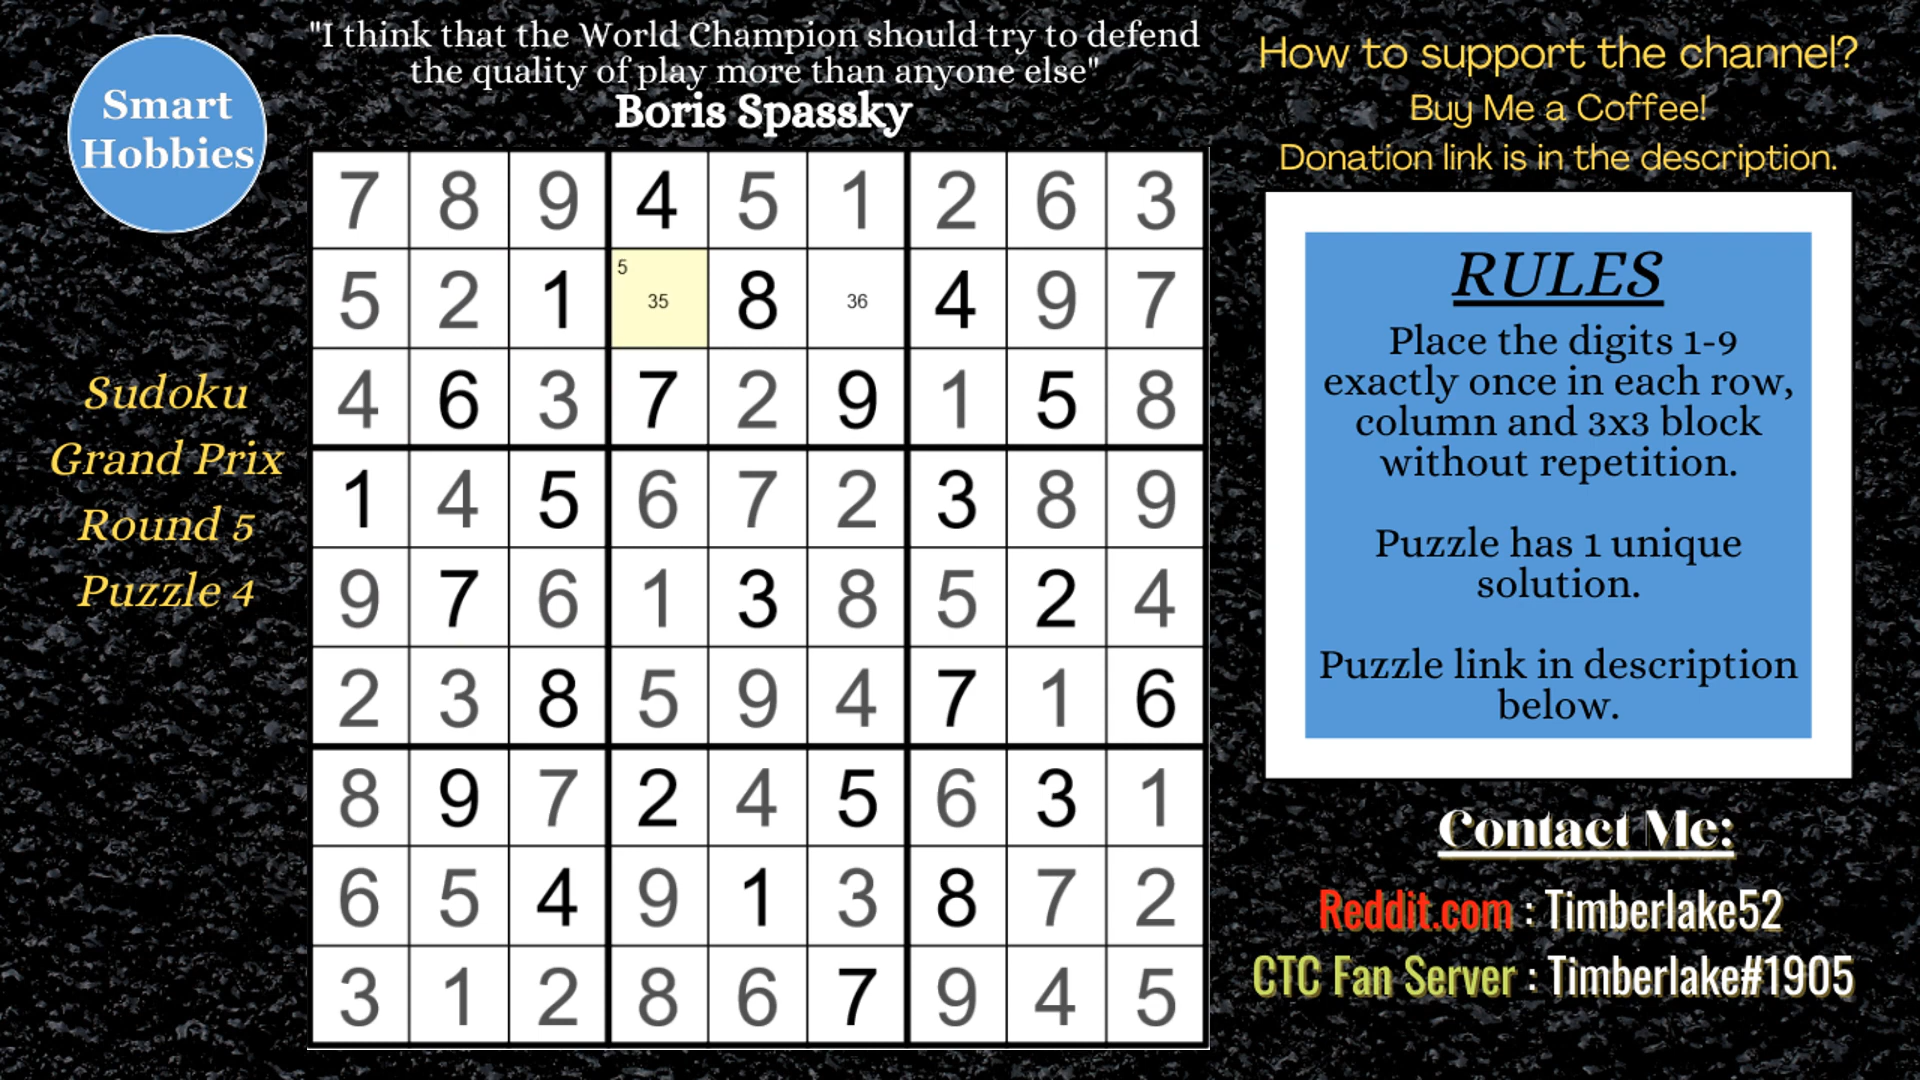 Smart
Hobbies
"I think that the World Champion should try to defend
the quality of play more than anyone else"
Boris Spassky
Sudoku
Grand Prix
Round 5
Puzzle 4
7 8 9 4 5 1 2 6 3
5 2 1 5 35 8 36 4 9 7
4 6 3 7 2 9 1 5 8
1 4 5 6 7 2 3 8 9
9 7 6 1 3 8 5 2 4
2 3 8 5 9 4 7 1 6
8 9 7 2 4 5 6 3 1
6 5 4 9 1 3 8 7 2
3 1 2 8 6 7 9 4 5
How to support the channel?
Buy Me a Coffee!
Donation link is in the description.
RULES
Place the digits 1-9
exactly once in each row,
column and 3x3 block
without repetition.
Puzzle has 1 unique
solution.
Puzzle link in description
below.
Contact Me:
Reddit.com : Timberlake52
CTC Fan Server : Timberlake#1905